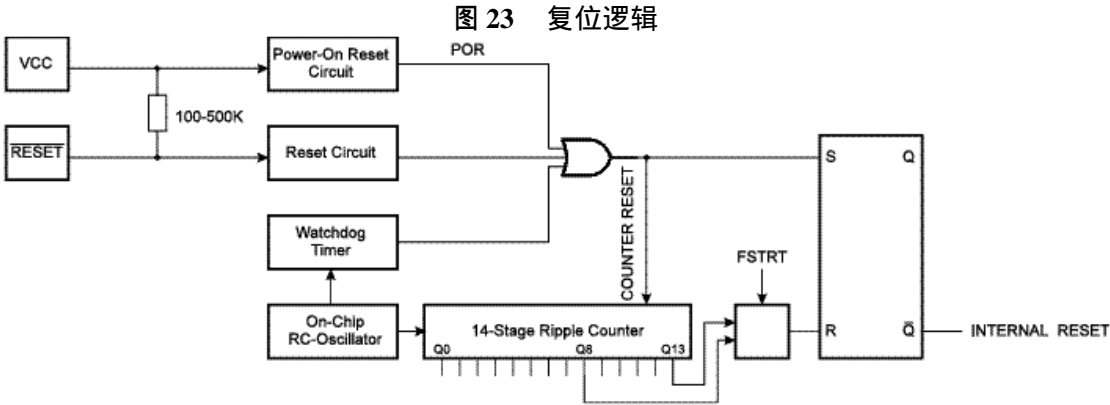 图 23 复位逻辑
VCC
Power-On Reset
Circuit
POR
100-500K
RESET
Reset Circuit
S
Q
COUNTER RESET
Watchdog
Timer
FSTRT
On-Chip
RC-Oscillator
14-Stage Ripple Counter
Q0
Q8
Q13
R
Q̅
INTERNAL RESET